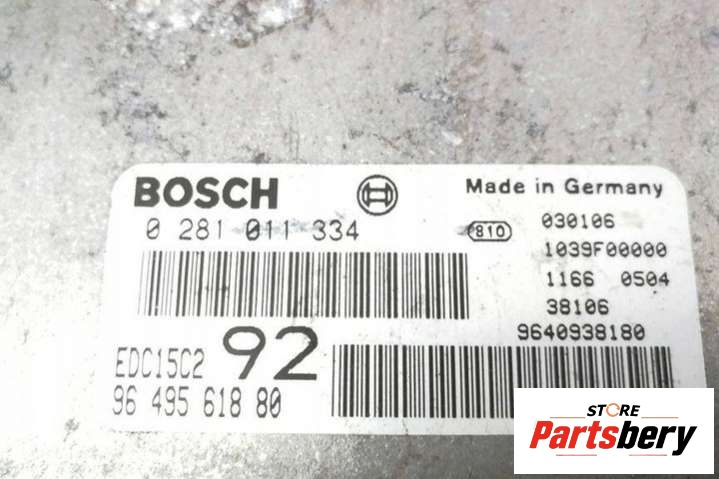 BOSCH
Made in Germany
0 281 011 334
810
030106
1039F00000
1166 0504
38106
9640938180
EDC15C2
92
96 495 618 80
STORE
Partsbery